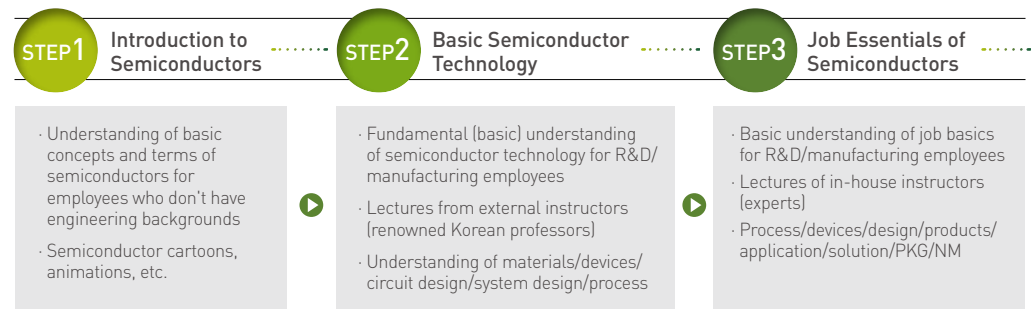 STEP1
Introduction to
Semiconductors
STEP2
Basic Semiconductor
Technology
STEP3
Job Essentials of
Semiconductors
· Understanding of basic
concepts and terms of
semiconductors for
employees who don't have
engineering backgrounds
· Semiconductor cartoons,
animations, etc.
· Fundamental (basic) understanding
of semiconductor technology for R&D/
manufacturing employees
· Lectures from external instructors
(renowned Korean professors)
· Understanding of materials/devices/
circuit design/system design/process
· Basic understanding of job basics
for R&D/manufacturing employees
· Lectures of in-house instructors
(experts)
· Process/devices/design/products/
application/solution/PKG/NM